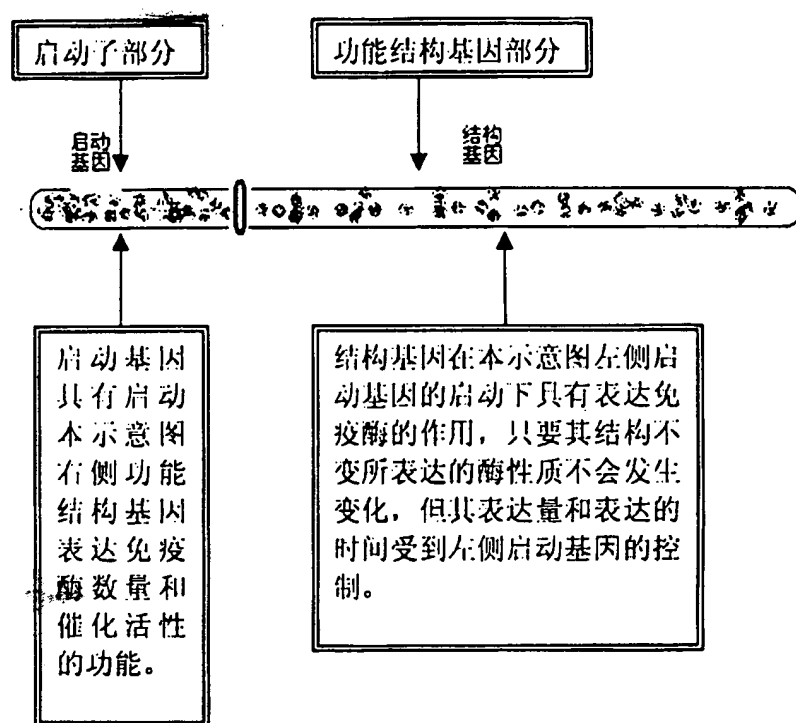 启动子部分
功能结构基因部分
启动
基因
结构
基因
启动基因
具有启动
本示意图
右侧功能
结构基因
表达免疫
酶数量和
催化活性
的功能。
结构基因在本示意图左侧启
动基因的启动下具有表达免
疫酶的作用，只要其结构不
变所表达的酶性质不会发生
变化，但其表达量和表达的
时间受到左侧启动基因的控
制。